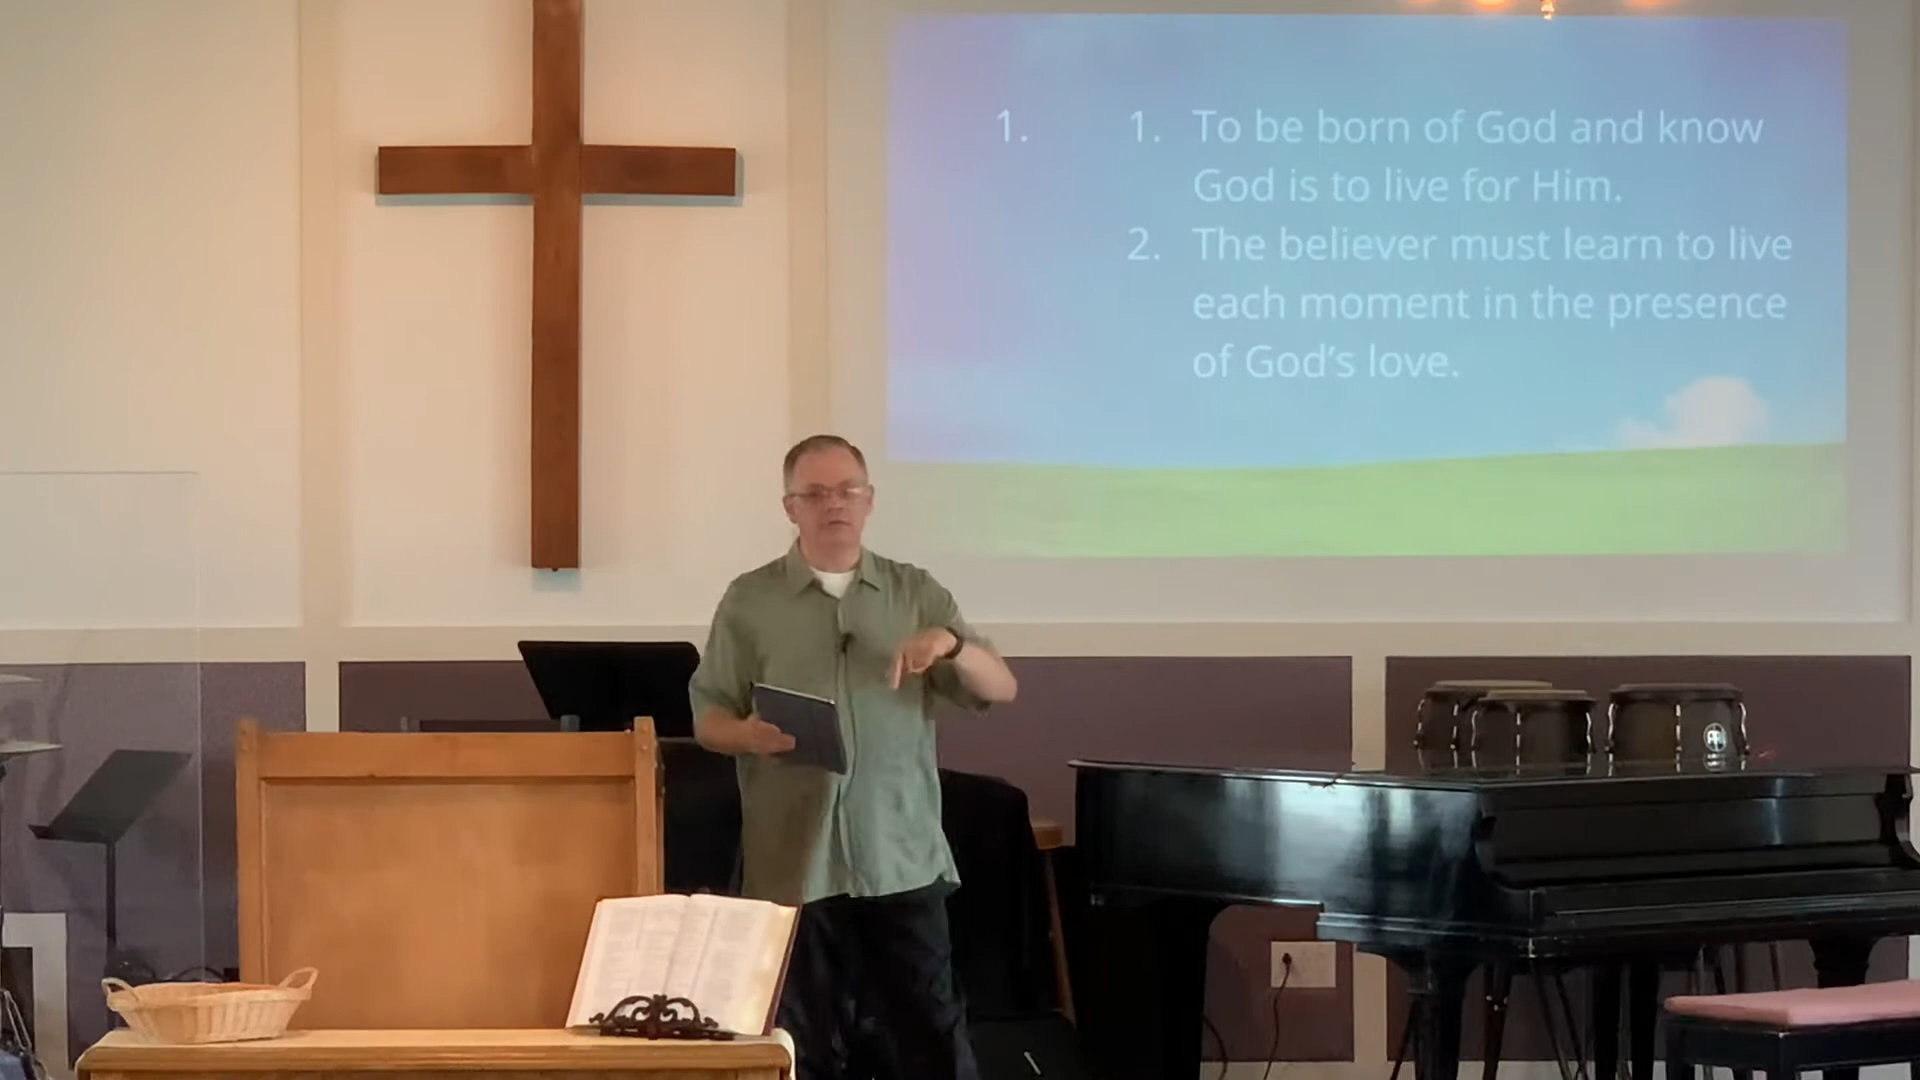 1. 1. To be born of God and know
God is to live for Him.
2. The believer must learn to live
each moment in the presence
of God's love.